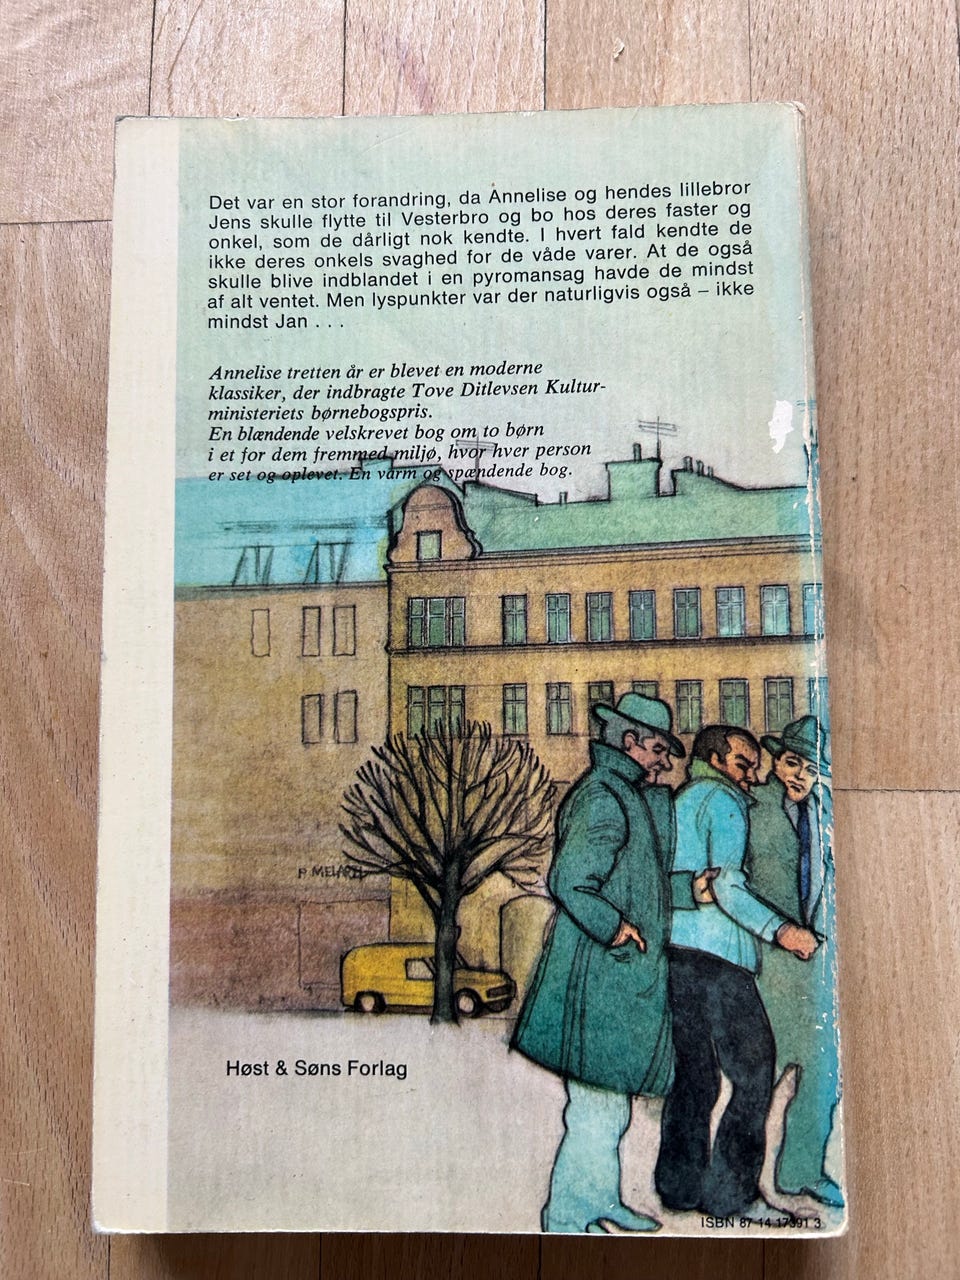 Det var en stor forandring, da Annelise og hendes lillebror
Jens skulle flytte til Vesterbro og bo hos deres faster og
onkel, som de dårligt nok kendte. I hvert fald kendte de
ikke deres onkels svaghed for de våde varer. At de også
skulle blive indblandet i en pyromansag havde de mindst
af alt ventet. Men lyspunkter var der naturligvis også – ikke
mindst Jan . . .
Annelise tretten år er blevet en moderne
klassiker, der indbragte Tove Ditlevsen Kultur-
ministeriets børnebogspris.
En blændende velskrevet bog om to børn
i et for dem fremmed miljø, hvor hver person
er set og oplevet. En varm og spændende bog.
Høst & Søns Forlag
ISBN 87 14 17391 3